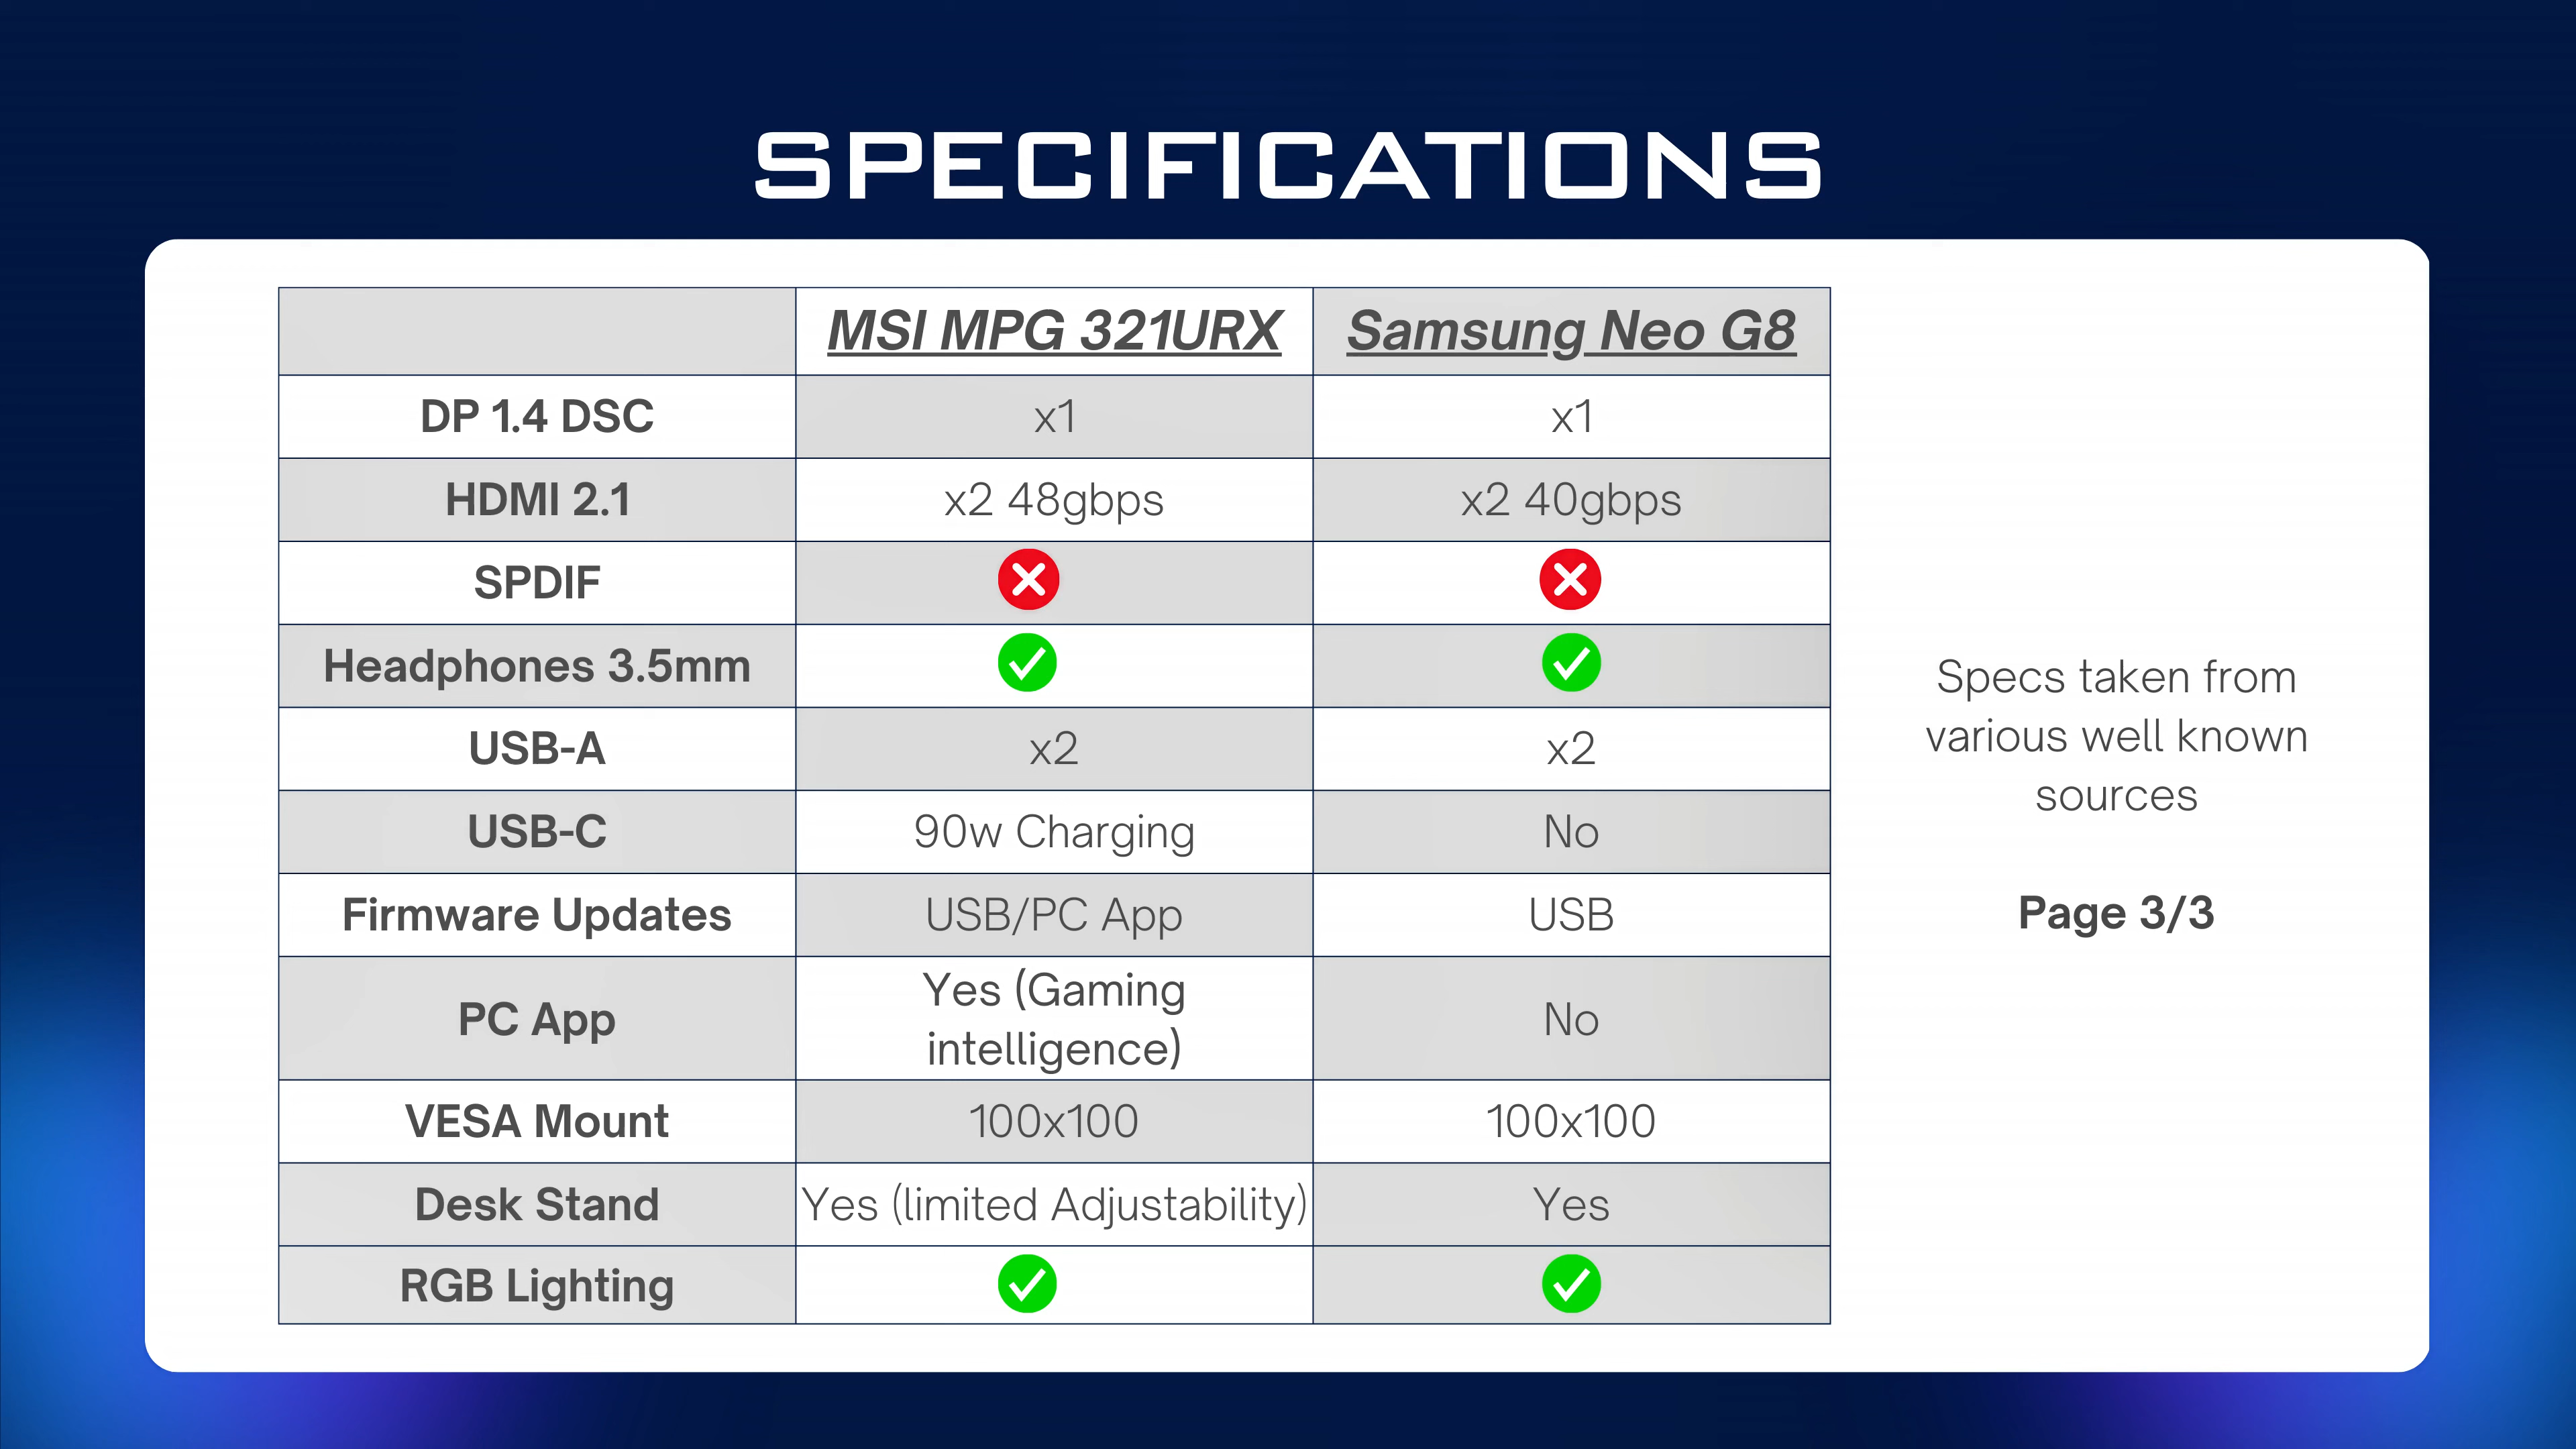 SPECIFICATIONS
MSI MPG 321URX Samsung Neo G8
DP 1.4 DSC x1 x1
HDMI 2.1 x2 48gbps x2 40gbps
SPDIF
Headphones 3.5mm
USB-A x2 x2
USB-C 90w Charging No
Firmware Updates USB/PC App USB
PC App Yes (Gaming intelligence) No
VESA Mount 100x100 100x100
Desk Stand Yes (limited Adjustability) Yes
RGB Lighting
Specs taken from
various well known
sources
Page 3/3